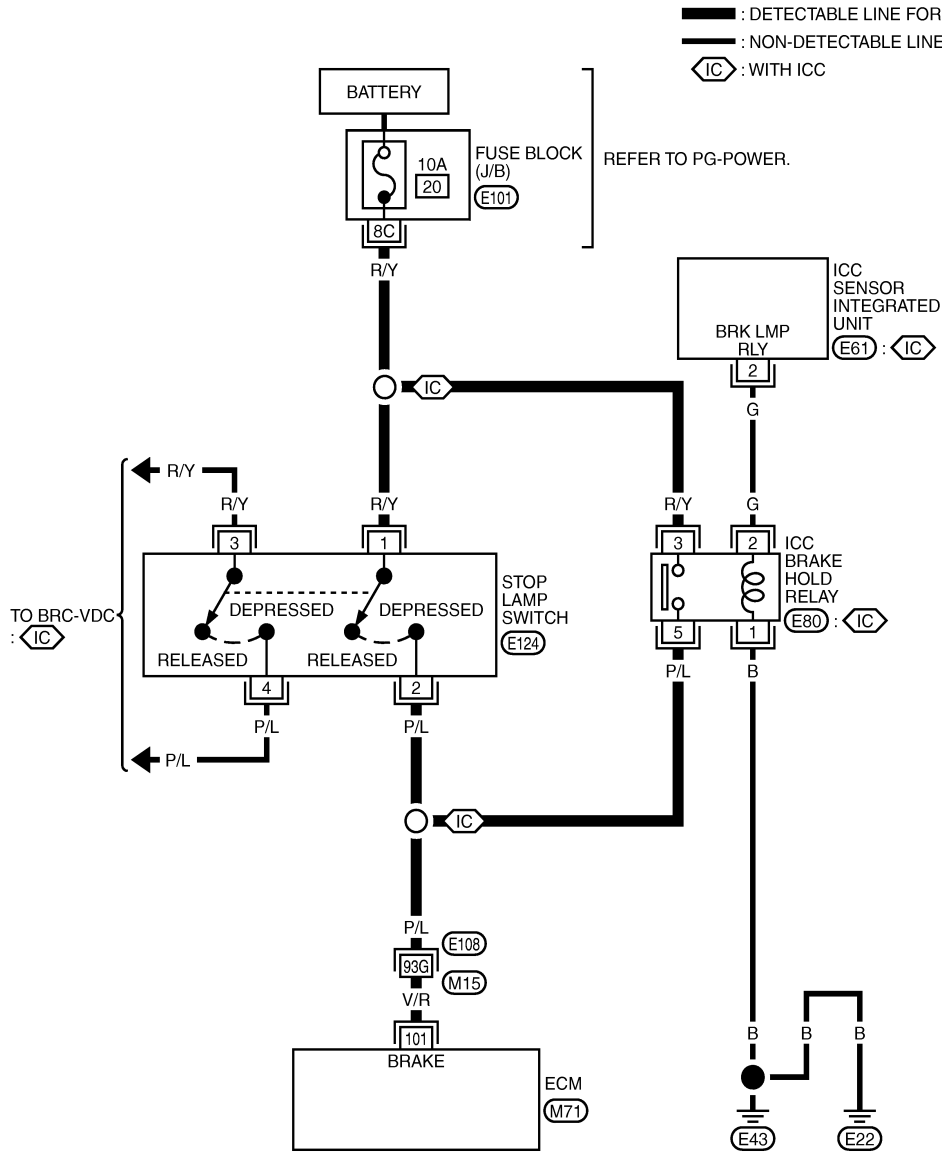 : DETECTABLE LINE FOR
: NON-DETECTABLE LINE
IC : WITH ICC
BATTERY
10A
20
FUSE BLOCK
(J/B)
E101
REFER TO PG-POWER.
8C
R/Y
ICC
SENSOR
INTEGRATED
UNIT
E61 : IC
BRK LMP
RLY
2
G
IC
R/Y
R/Y
R/Y
R/Y
G
3
1
3
2
ICC
BRAKE
HOLD
RELAY
E80 : IC
STOP
LAMP
SWITCH
E124
DEPRESSED
DEPRESSED
RELEASED
RELEASED
TO BRC-VDC
: IC
5
1
P/L
B
4
2
P/L
P/L
P/L
IC
P/L
E108
93G
M15
V/R
101
BRAKE
ECM
M71
B
B
B
E43
E22